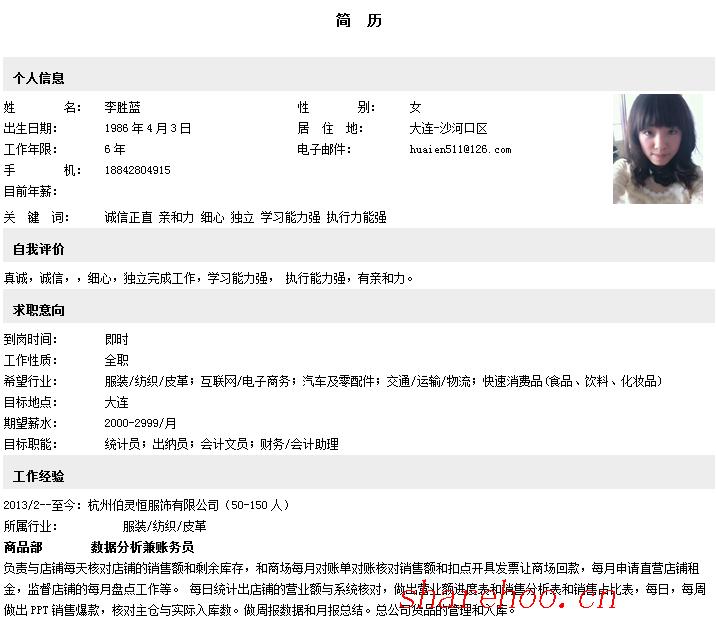 简 历
个人信息
姓 名： 李胜蓝 性 别： 女
出生日期： 1986 年 4 月 3 日 居 住 地： 大连-沙河口区
工作年限： 6 年 电子邮件： huaien511@126.com
手 机： 18842804915
目前年薪：
关 键 词： 诚信正直 亲和力 细心 独立 学习能力强 执行力能强
自我评价
真诚，诚信，，细心，独立完成工作，学习能力强， 执行能力强，有亲和力。
求职意向
到岗时间： 即时
工作性质： 全职
希望行业： 服装/纺织/皮革；互联网/电子商务；汽车及零配件；交通/运输/物流；快速消费品(食品、饮料、化妆品)
目标地点： 大连
期望薪水： 2000-2999/月
目标职能： 统计员；出纳员；会计文员；财务/会计助理
工作经验
2013/2--至今：杭州伯灵恒服饰有限公司（50-150 人）
所属行业： 服装/纺织/皮革
商品部 数据分析兼账务员
负责与店铺每天核对店铺的销售额和剩余库存，和商场每月对账单对账核对销售额和扣点开具发票让商场回款，每月申请直营店铺租
金，监督店铺的每月盘点工作等。 每日统计出店铺的营业额与系统核对，做出营业额进度表和销售分析表和销售占比表，每日，每周
做出 PPT 销售爆款，核对主仓与实际入库数。做周报数据和月报总结。总公司货品的管理和入库。
sharehoo.cn